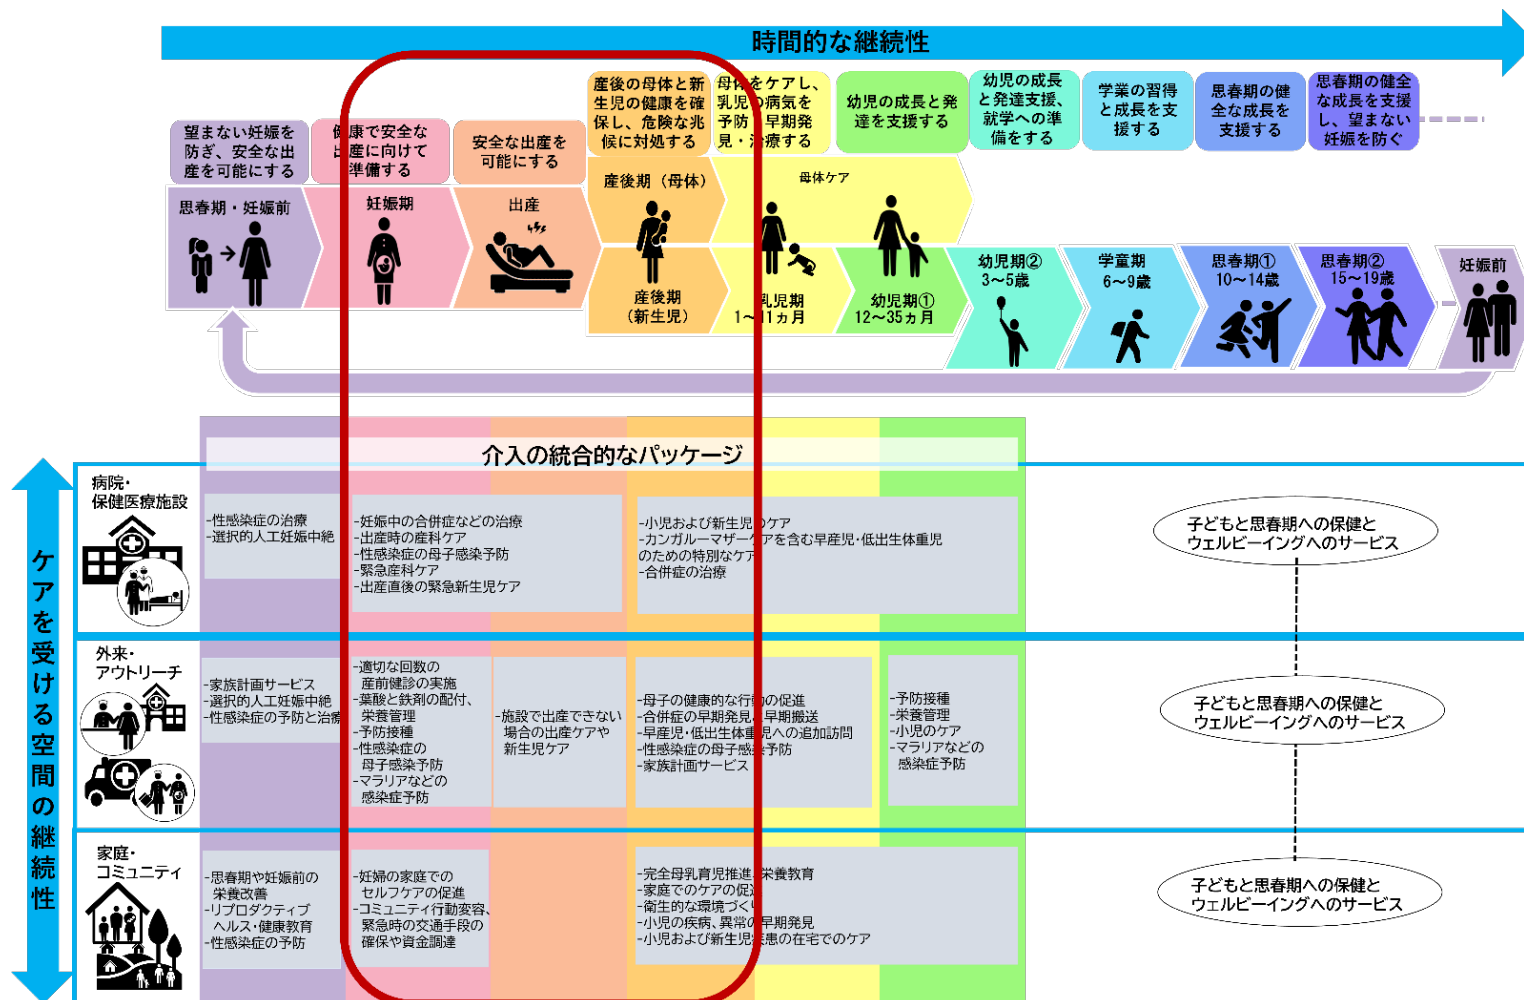 時間的な継続性
望まない妊娠を
防ぎ、安全な出
産を可能にする
健康で安全な
出産に向けて
準備する
安全な出産を
可能にする
産後の母体と新
生児の健康を確
保し、危険な兆
候に対処する
母体をケアし、
乳児の病気を
予防・早期発
見・治療する
幼児の成長と発
達を支援する
幼児の成長
と発達支援、
就学への準
備をする
学業の習得
と成長を支
援する
思春期の健
全な成長を
支援する
思春期の健全
な成長を支援
し、望まない
妊娠を防ぐ
思春期・妊娠前
妊娠期
出産
産後期（母体）
母体ケア
産後期
（新生児）
乳児期
1～11ヵ月
幼児期①
12～35ヵ月
幼児期②
3～5歳
学童期
6～9歳
思春期①
10～14歳
思春期②
15～19歳
妊娠前
介入の統合的なパッケージ
ケアを受ける空間の継続性
病院・
保健医療施設
-性感染症の治療
-選択的人工妊娠中絶
-妊娠中の合併症などの治療
-出産時の産科ケア
-性感染症の母子感染予防
-緊急産科ケア
-出産直後の緊急新生児ケア
-小児および新生児のケア
-カンガルーマザーケアを含む早産児・低出生体重児
のための特別なケア
-合併症の治療
子どもと思春期への保健と
ウェルビーイングへのサービス
外来・
アウトリーチ
-家族計画サービス
-選択的人工妊娠中絶
-性感染症の予防と治療
-適切な回数の
産前健診の実施
-葉酸と鉄剤の配付、
栄養管理
-予防接種
-性感染症の
母子感染予防
-マラリアなどの
感染症予防
-施設で出産できない
場合の出産ケアや
新生児ケア
-母子の健康的な行動の促進
-合併症の早期発見と早期搬送
-早産児・低出生体重児への追加訪問
-性感染症の母子感染予防
-家族計画サービス
-予防接種
-栄養管理
-小児のケア
-マラリアなどの
感染症予防
子どもと思春期への保健と
ウェルビーイングへのサービス
家庭・
コミュニティ
-思春期や妊娠前の
栄養改善
-リプロダクティブ
ヘルス・健康教育
-性感染症の予防
-妊婦の家庭での
セルフケアの促進
-コミュニティ行動変容、
緊急時の交通手段の
確保や資金調達
-完全母乳育児推進、栄養教育
-家庭でのケアの促進
-衛生的な環境づくり
-小児の疾病、異常の早期発見
-小児および新生児疾患の在宅でのケア
子どもと思春期への保健と
ウェルビーイングへのサービス